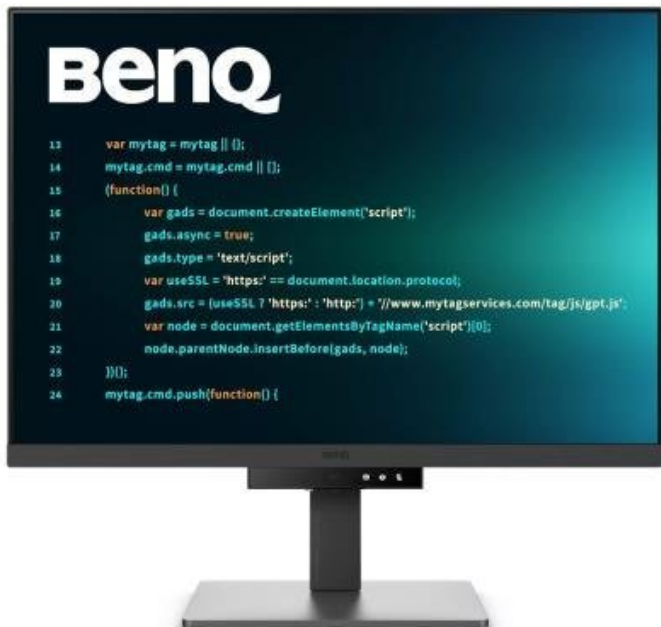 BenQ
13 var mytag = mytag || {};
14 mytag.cmd = mytag.cmd || [];
15 (function() {
16 var gads = document.createElement('script');
17 gads.async = true;
18 gads.type = 'text/script';
19 var useSSL = 'https:' == document.location.protocol;
20 gads.src = (useSSL ? 'https:' : 'http:') + '//www.mytagservices.com/tag/js/gpt.js';
21 var node = document.getElementsByTagName('script')[0];
22 node.parentNode.insertBefore(gads, node);
23 })();
24 mytag.cmd.push(function() {
BenQ